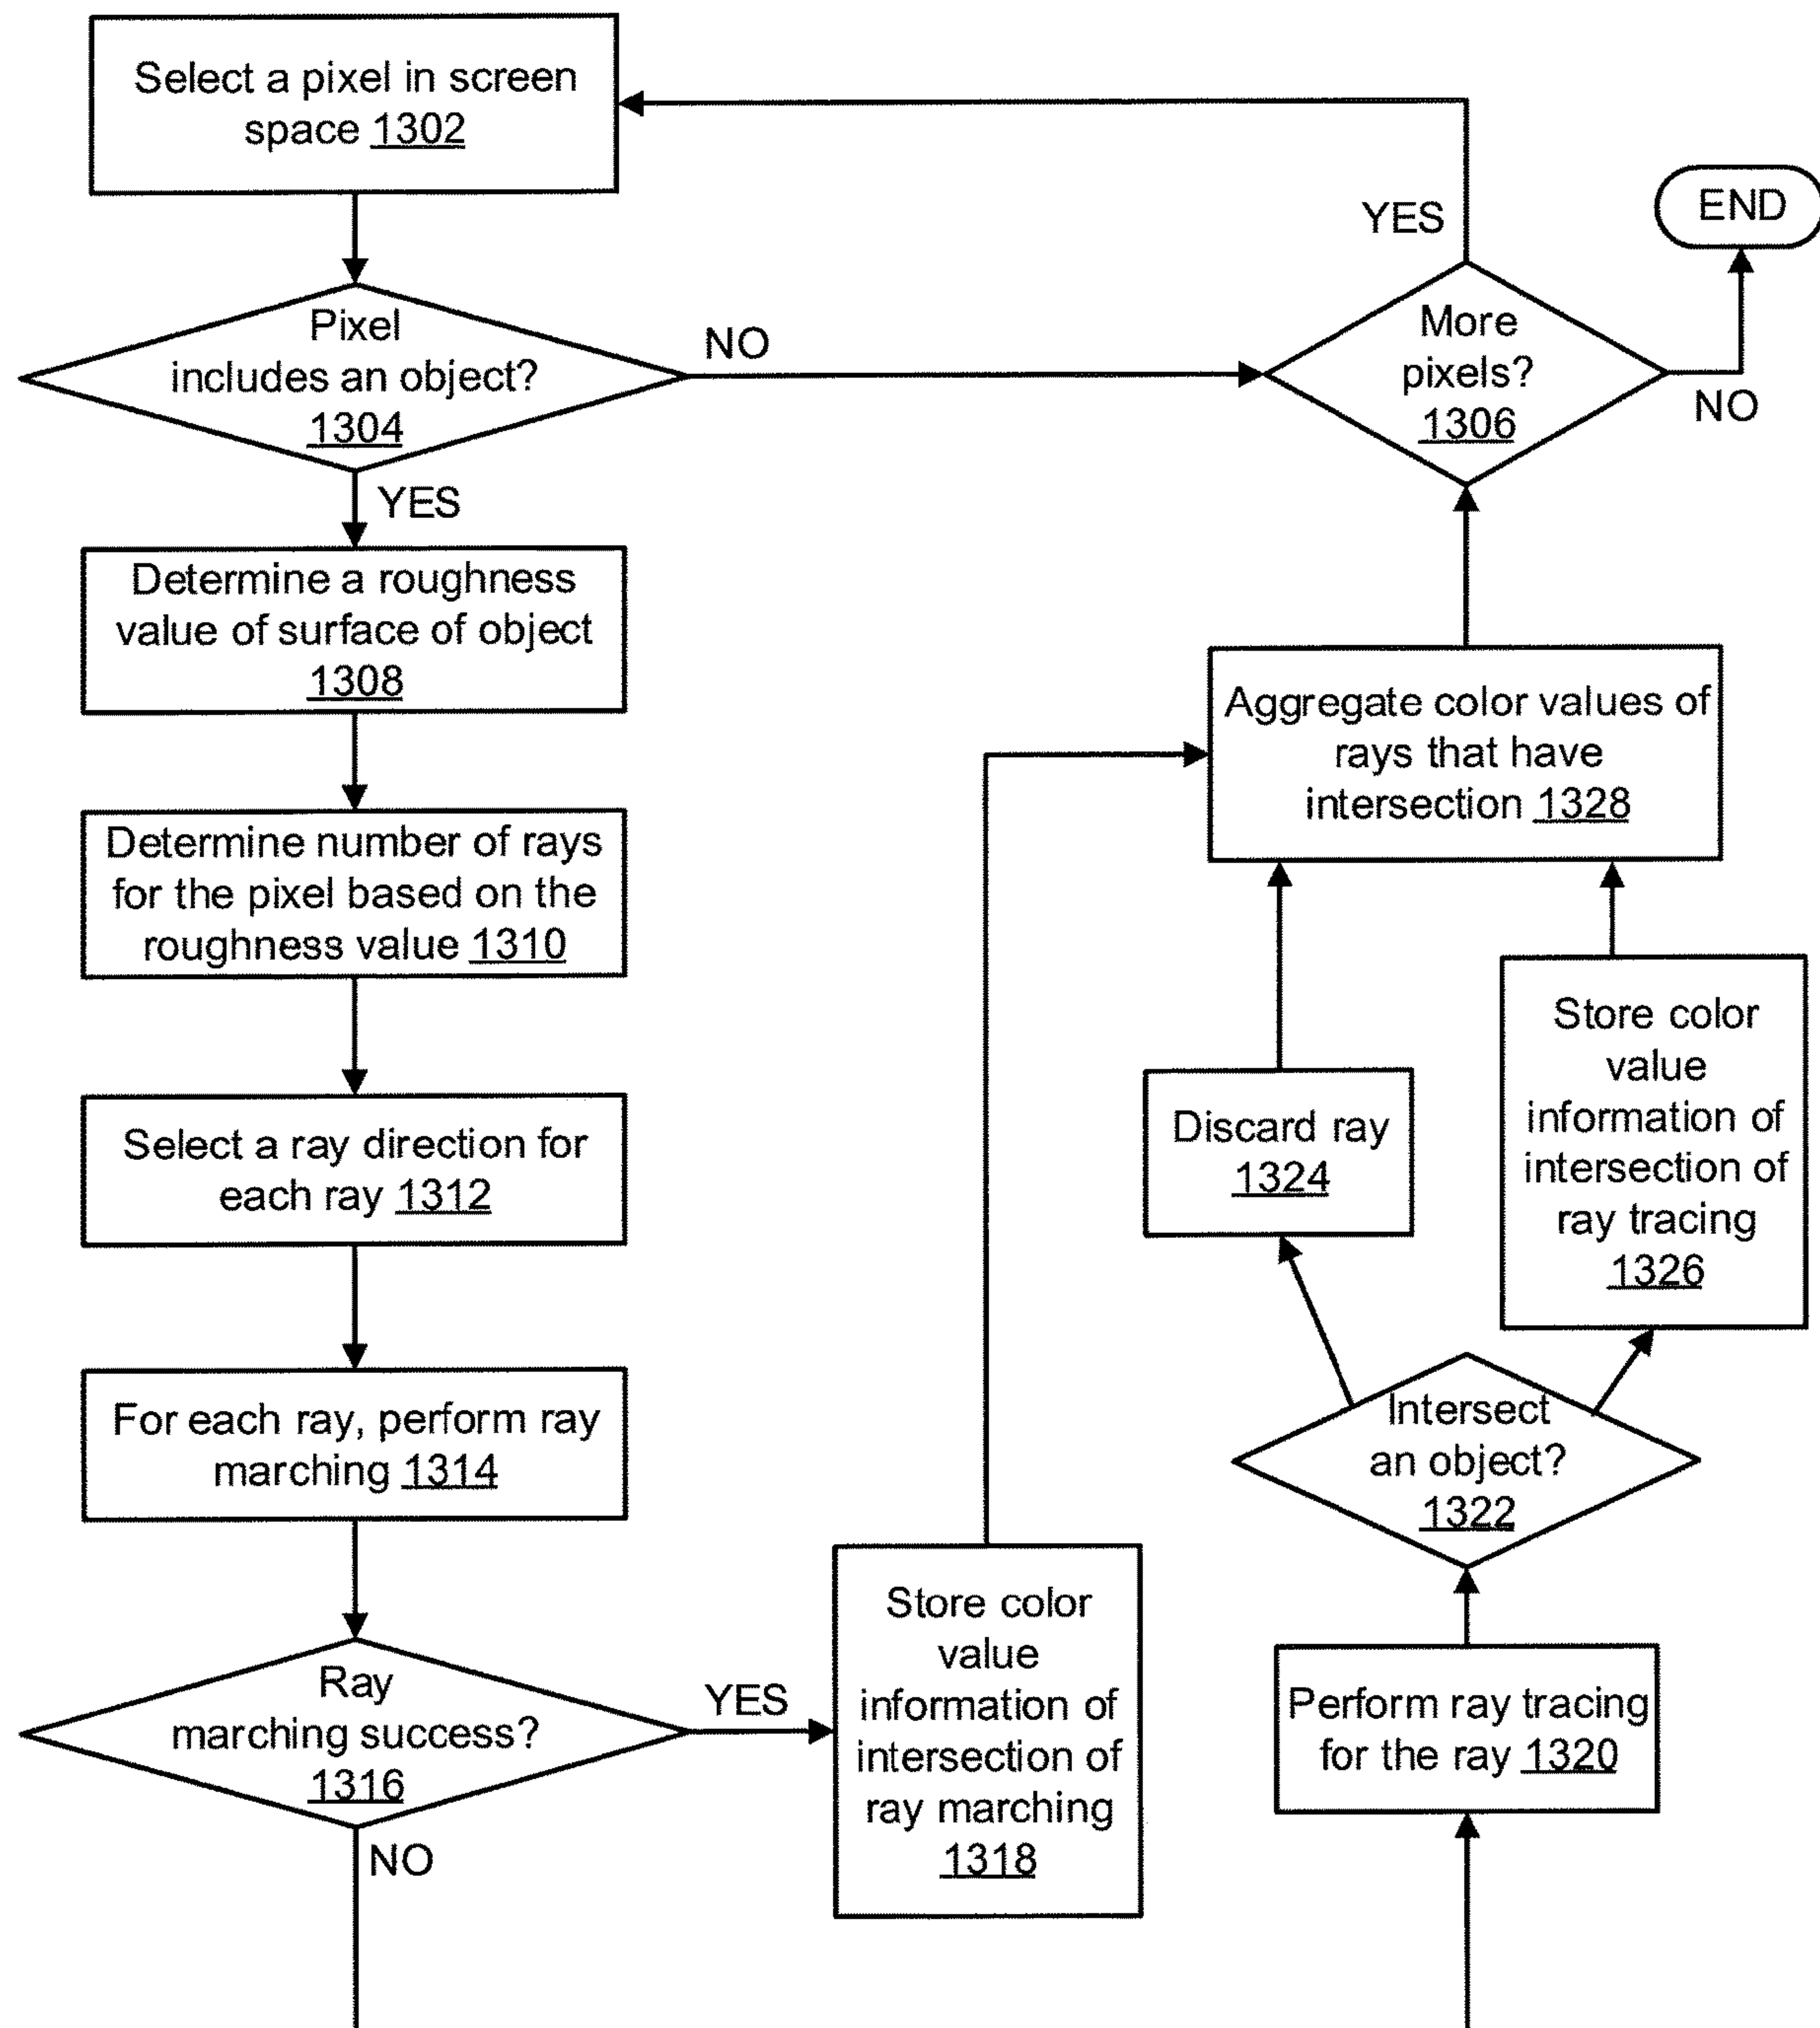 Select a pixel in screen
space 1302
YES
END
Pixel
includes an object?
1304
NO
More
pixels?
1306
NO
YES
Determine a roughness
value of surface of object
1308
Aggregate color values of
rays that have
intersection 1328
Determine number of rays
for the pixel based on the
roughness value 1310
Store color
value
information of
intersection of
ray tracing
1326
Discard ray
1324
Select a ray direction for
each ray 1312
For each ray, perform ray
marching 1314
Intersect
an object?
1322
Ray
marching success?
1316
YES
Store color
value
information of
intersection of
ray marching
1318
Perform ray tracing
for the ray 1320
NO